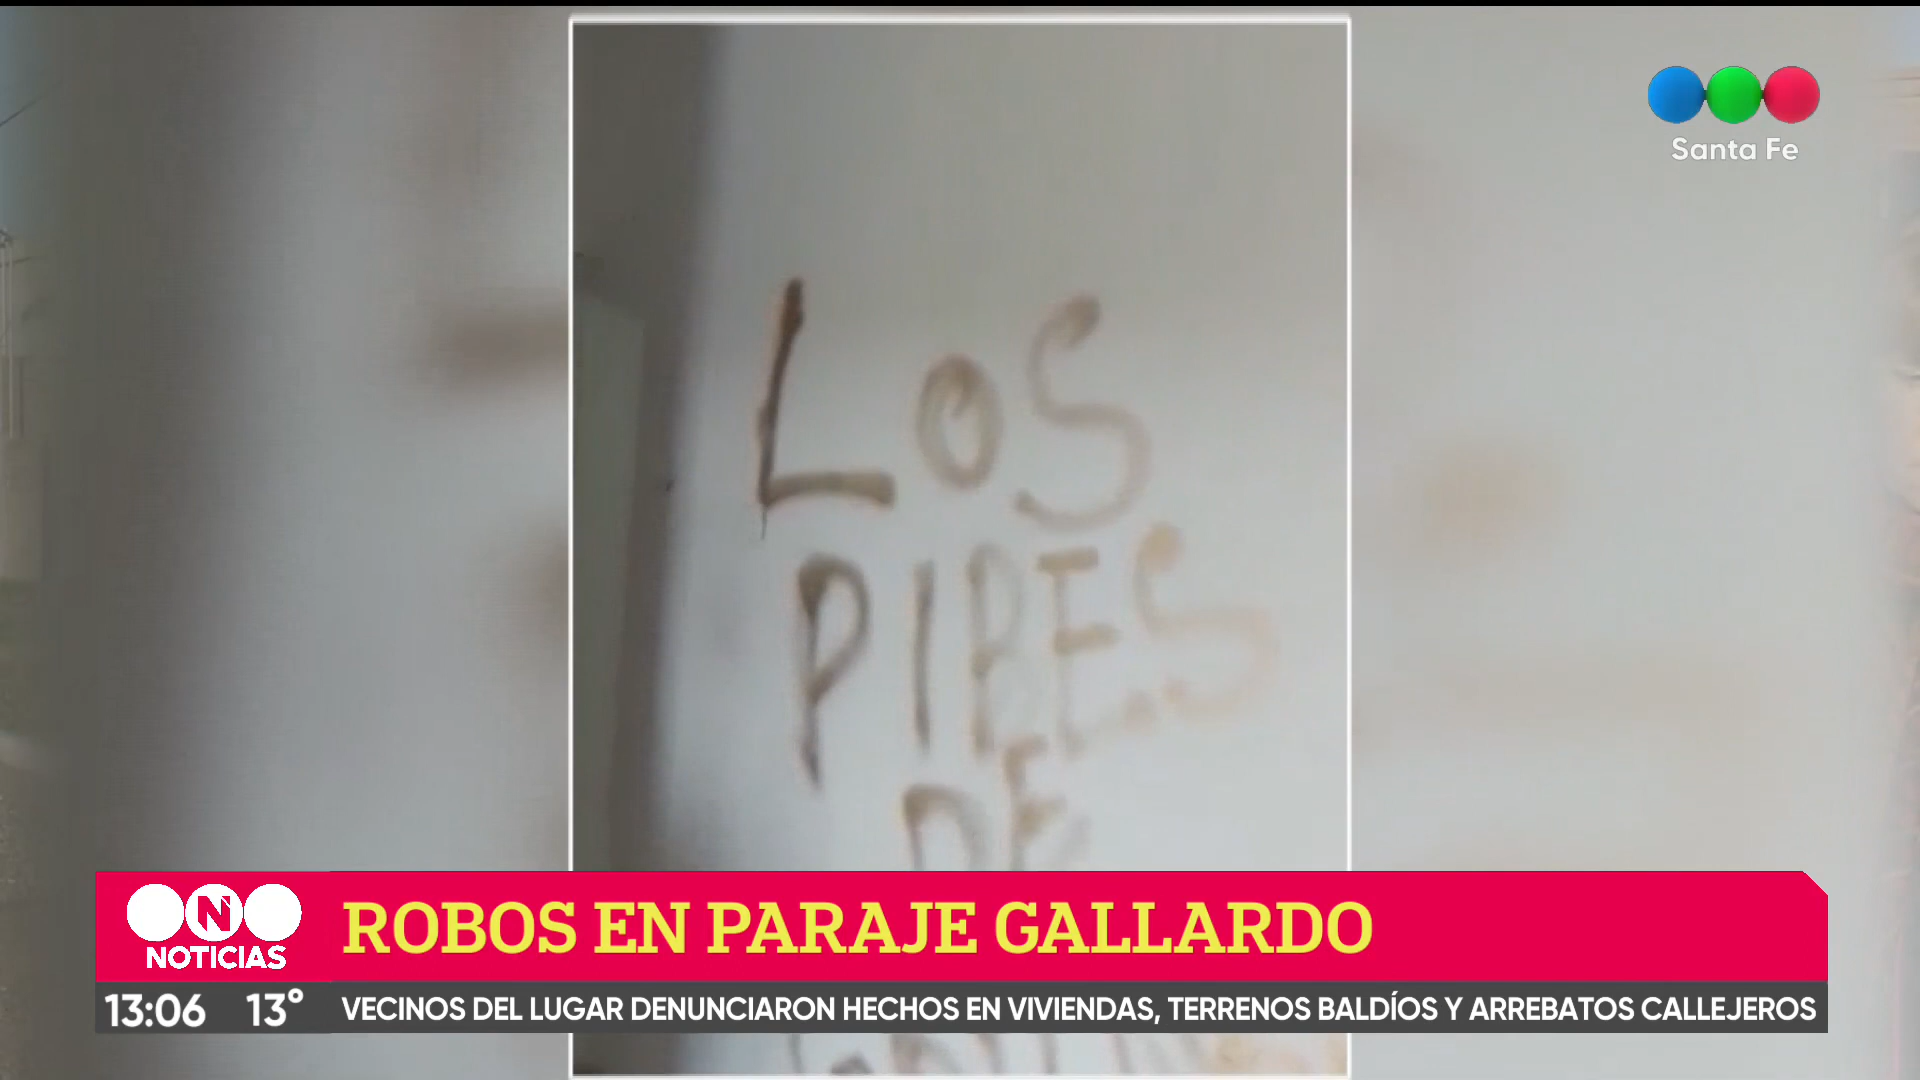 Santa Fe
LOS
PIBES
DE
N
NOTICIAS
ROBOS EN PARAJE GALLARDO
13:06 13°
VECINOS DEL LUGAR DENUNCIARON HECHOS EN VIVIENDAS, TERRENOS BALDÍOS Y ARREBATOS CALLEJEROS